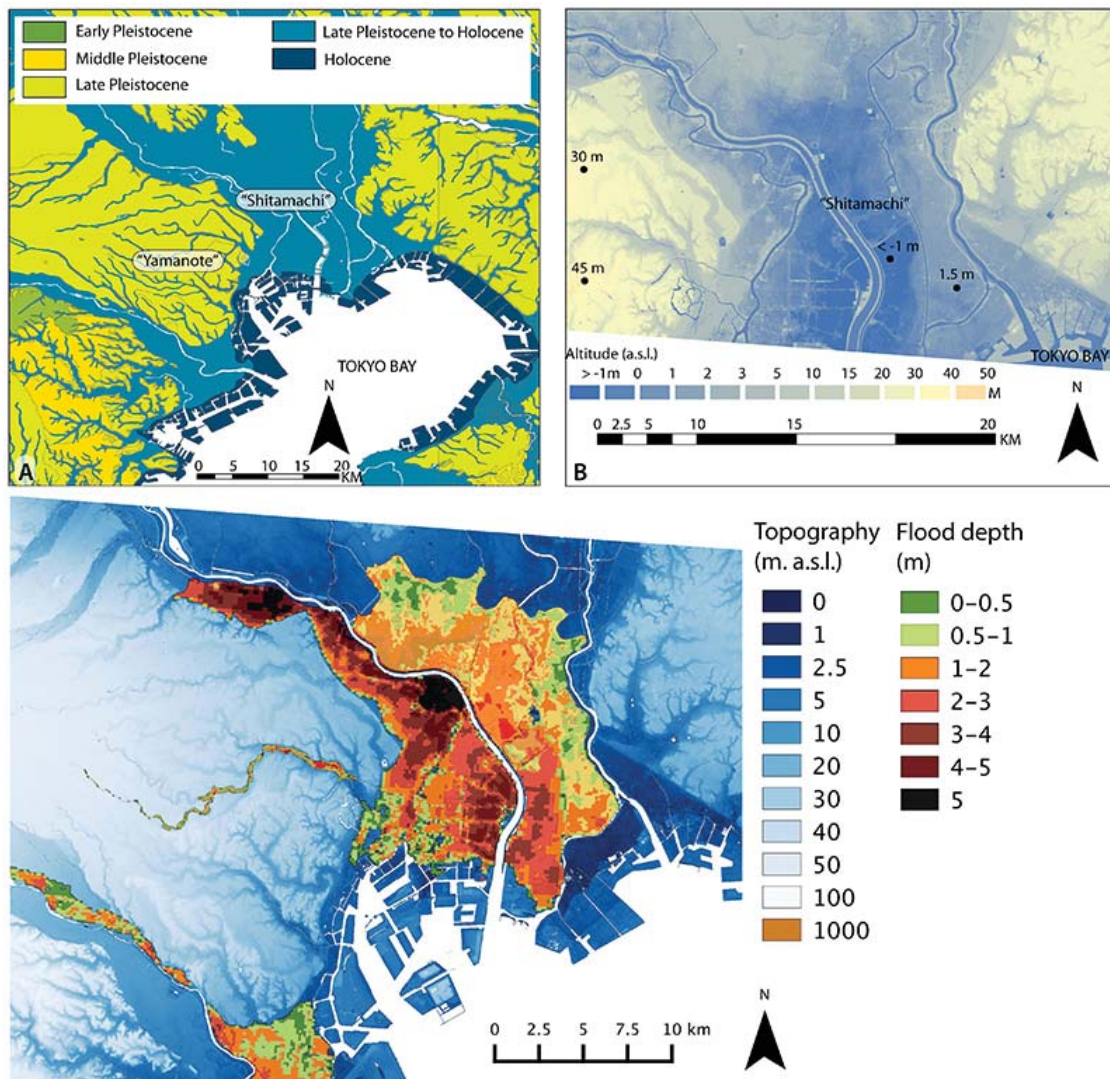 Early Pleistocene
Middle Pleistocene
Late Pleistocene
Late Pleistocene to Holocene
Holocene
"Shitamachi"
"Yamanote"
TOKYO BAY
N
A
0 5 10 15 20
KM
30 m
"Shitamachi"
< -1 m
45 m
1.5 m
TOKYO BAY
Altitude (a.s.l.)
> -1m 0 1 2 3 5 10 15 20 30 40 50
M
N
0 2.5 5 10 15 20
KM
B
Topography
(m. a.s.l.)
0
1
2.5
5
10
20
30
40
50
100
1000
Flood depth
(m)
0-0.5
0.5-1
1-2
2-3
3-4
4-5
5
0 2.5 5 7.5 10 km
N